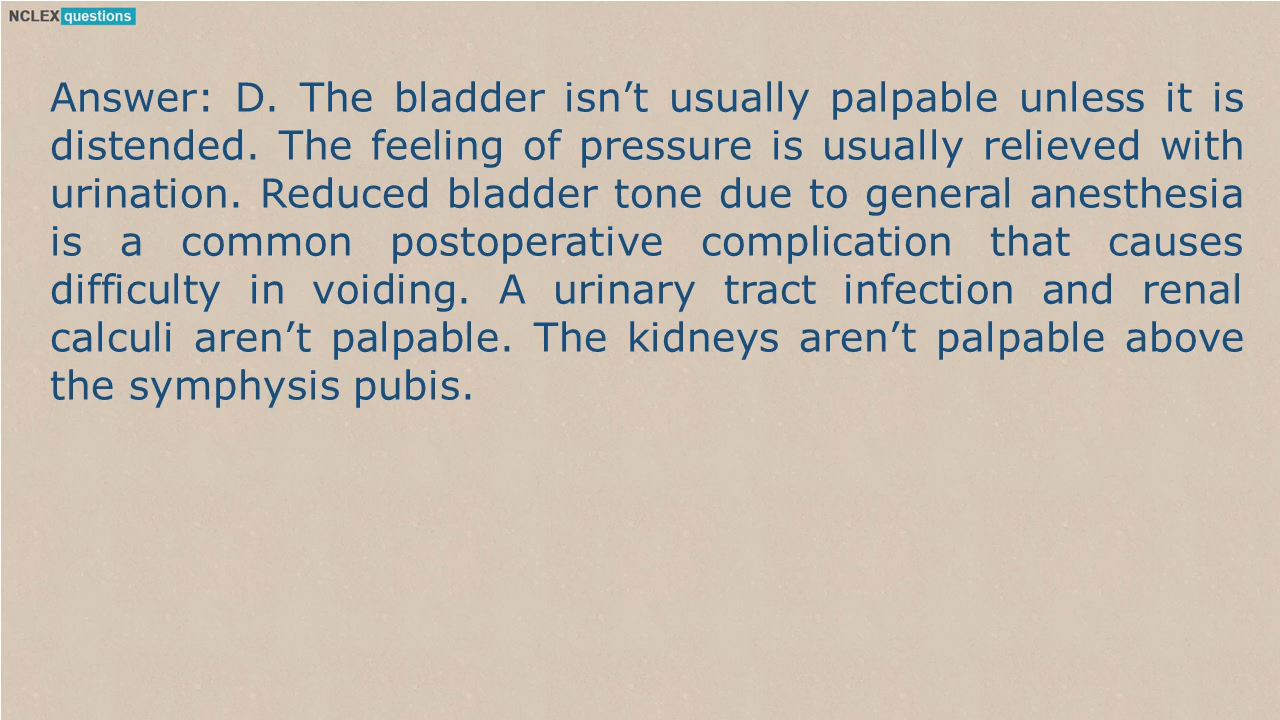 NCLEX questions
Answer: D. The bladder isn’t usually palpable unless it is
distended. The feeling of pressure is usually relieved with
urination. Reduced bladder tone due to general anesthesia
is a common postoperative complication that causes
difficulty in voiding. A urinary tract infection and renal
calculi aren’t palpable. The kidneys aren’t palpable above
the symphysis pubis.